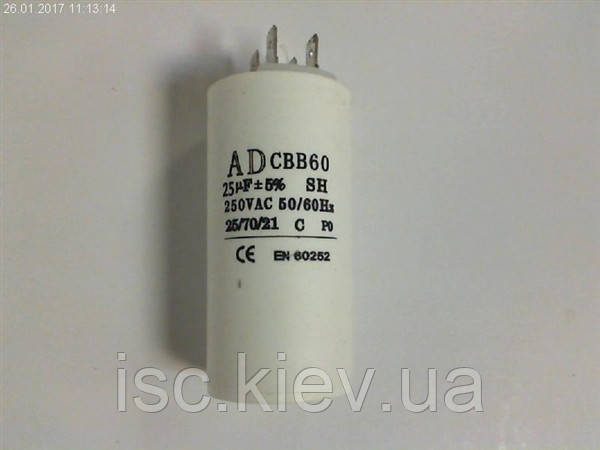 26.01.2017 11:13:14
AD CBB60
25µF±5% SH
250VAC 50/60Hz
25/70/21 C P0
CE EN 60252
isc.kiev.ua